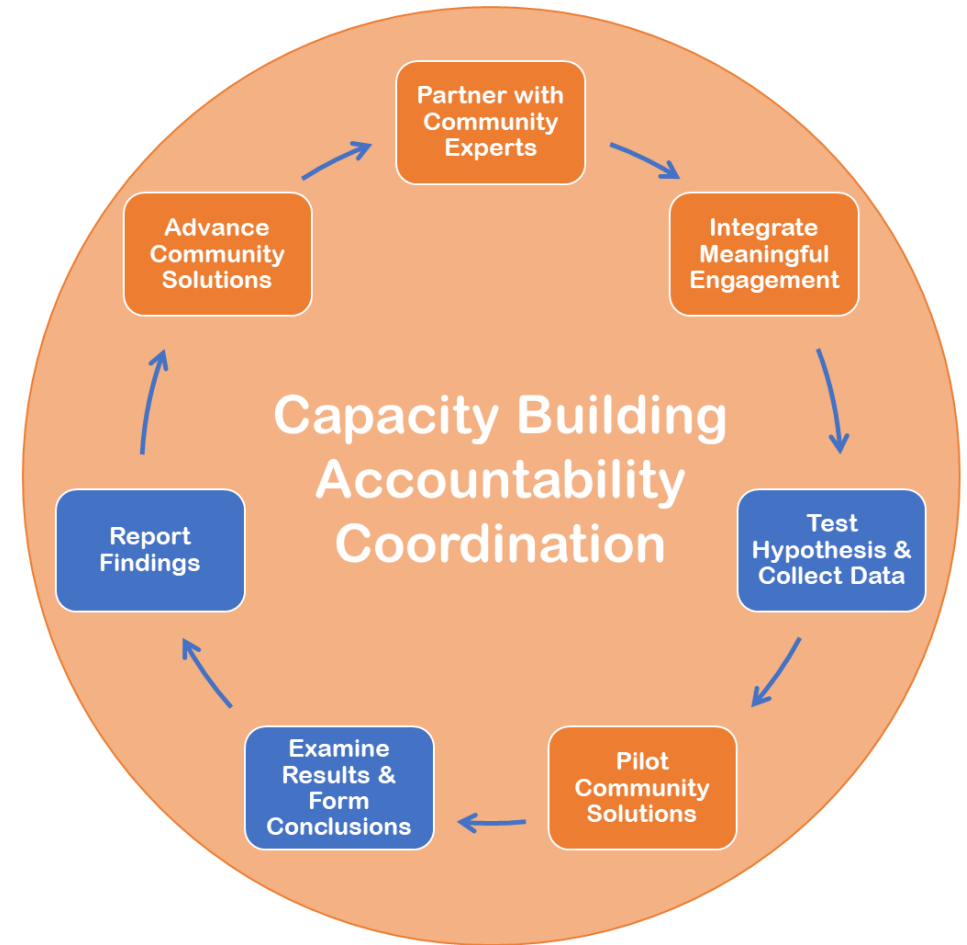 Partner with
Community
Experts
Integrate
Meaningful
Engagement
Test
Hypothesis &
Collect Data
Pilot
Community
Solutions
Examine
Results &
Form
Conclusions
Report
Findings
Advance
Community
Solutions
Capacity Building
Accountability
Coordination